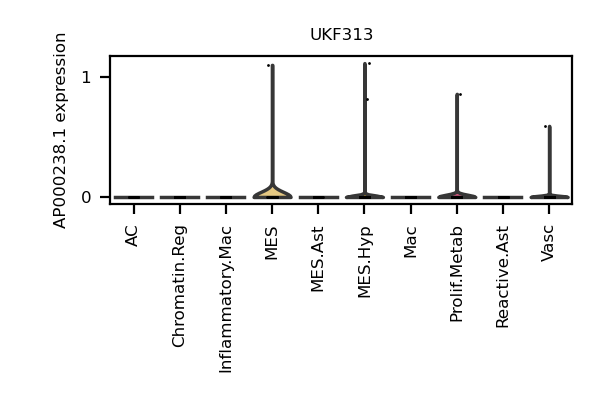 UKF313
AP000238.1 expression
1
0
AC
Chromatin.Reg
Inflammatory.Mac
MES
MES.Ast
MES.Hyp
Mac
Prolif.Metab
Reactive.Ast
Vasc